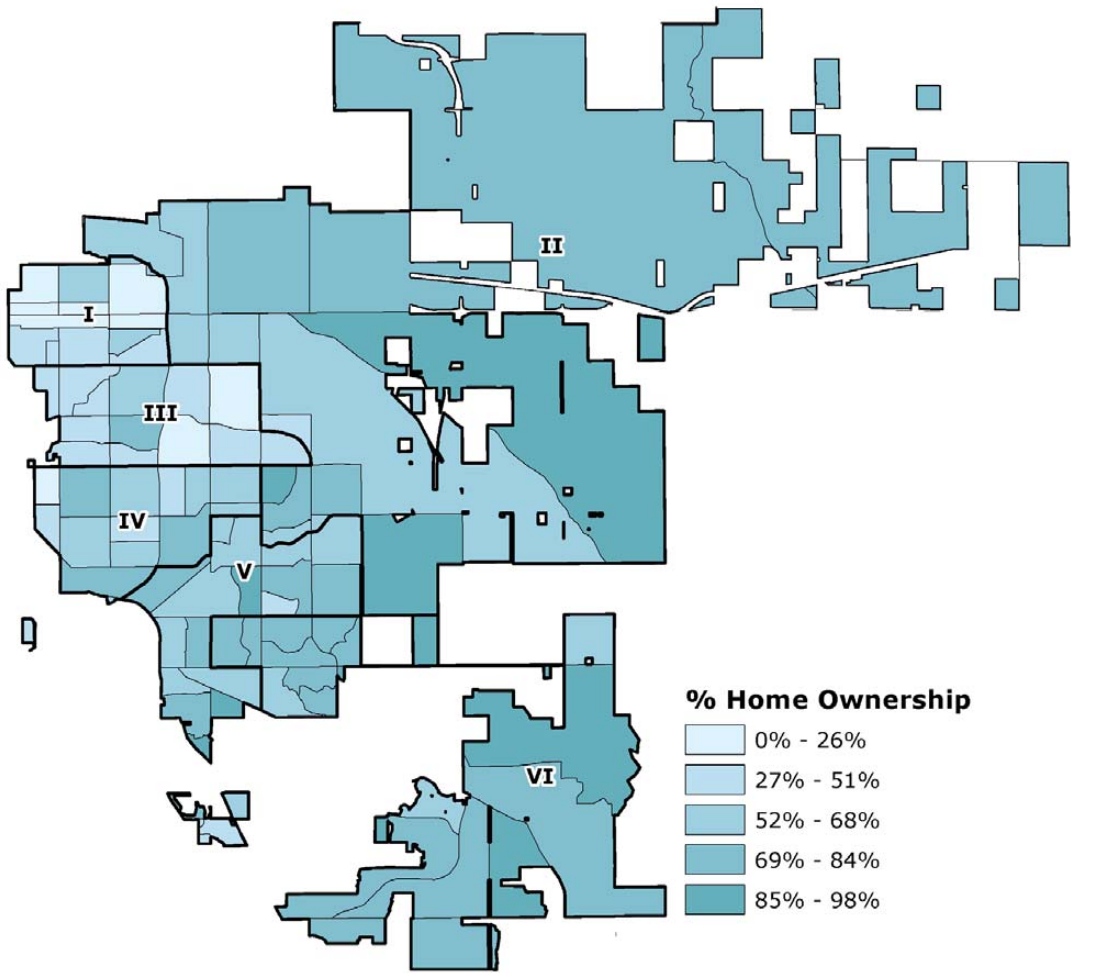 II
I
III
IV
V
% Home Ownership
0% - 26%
27% - 51%
VI
52% - 68%
69% - 84%
85% - 98%